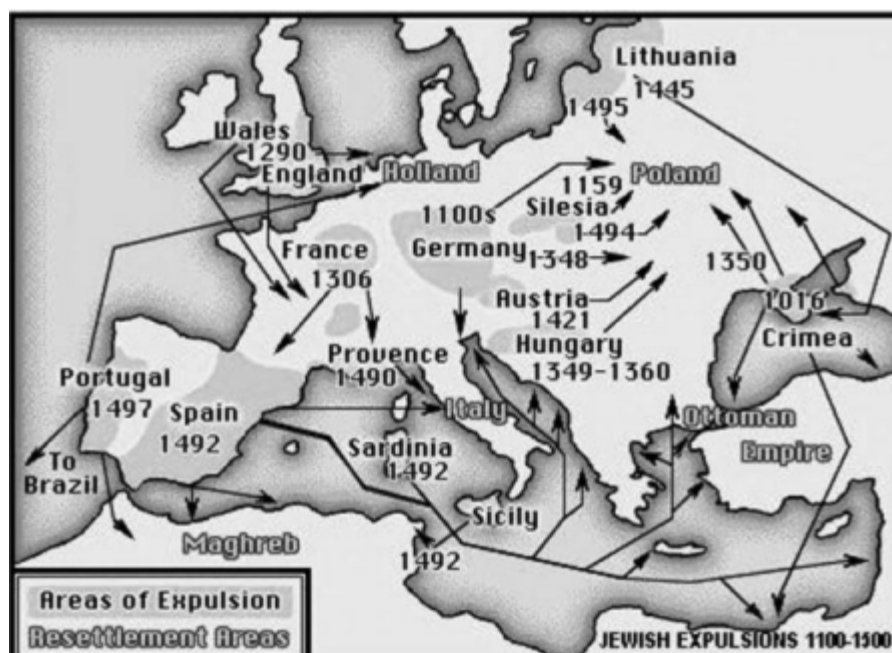 Lithuania
1445
1495
Wales
1290
England
Holland
Poland
1159
1100s
Silesia
1494
France
Germany
1348
1306
1350
1016
Austria
1421
Crimea
Hungary
1349-1360
Provence
1490
Portugal
1497
Spain
1492
Italy
Ottoman
Empire
Sardinia
1492
To
Brazil
Sicily
1492
Maghreb
Areas of Expulsion
Resettlement Areas
JEWISH EXPULSIONS 1100-1500